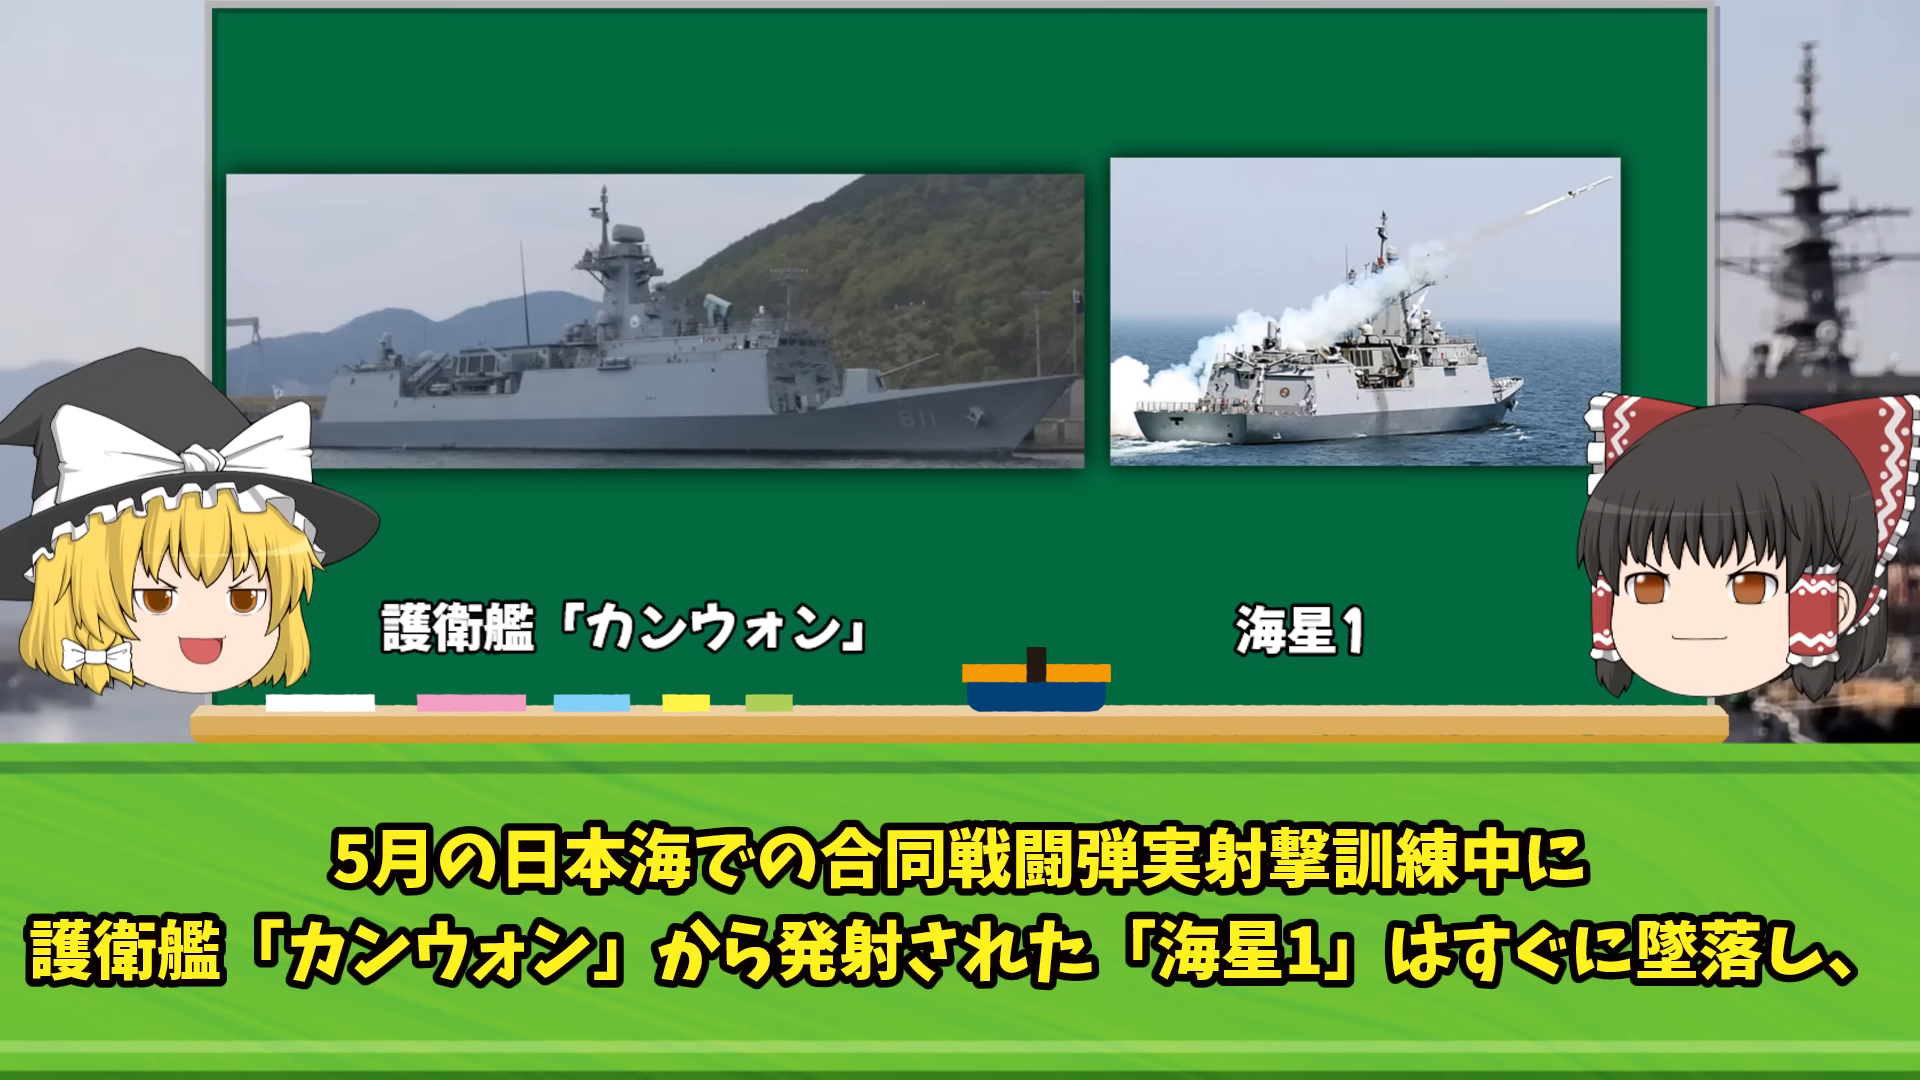 811
護衛艦「カンウォン」
海星1
5月の日本海での合同戦闘弾実射撃訓練中に
護衛艦「カンウォン」から発射された「海星1」はすぐに墜落し、